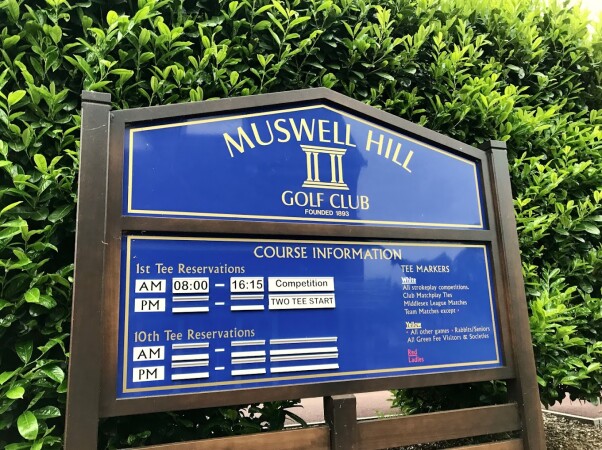 MUSWELL HILL
GOLF CLUB
FOUNDED 1893
COURSE INFORMATION
1st Tee Reservations
AM 08:00 - 16:15 Competition
PM - TWO TEE START
10th Tee Reservations
AM -
PM -
TEE MARKERS
White
All strokeplay competitions,
Club Matchplay Ties
Middlesex League Matches
Team Matches except -
Yellow
- All other games - Rabbits/Seniors
All Green Fee Visitors & Societies
Red
Ladies